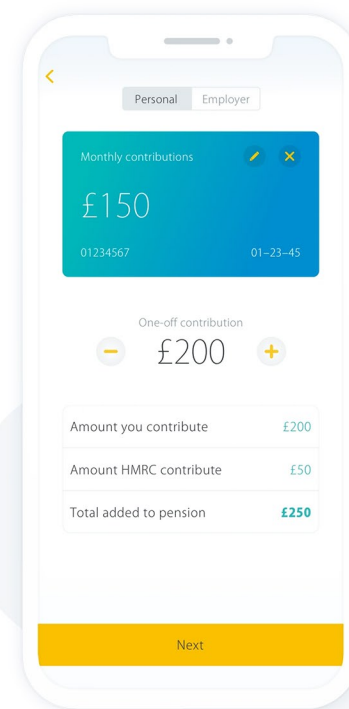 Personal Employer
Monthly contributions
£150
01234567 01–23–45
One-off contribution
£200
Amount you contribute £200
Amount HMRC contribute £50
Total added to pension £250
Next